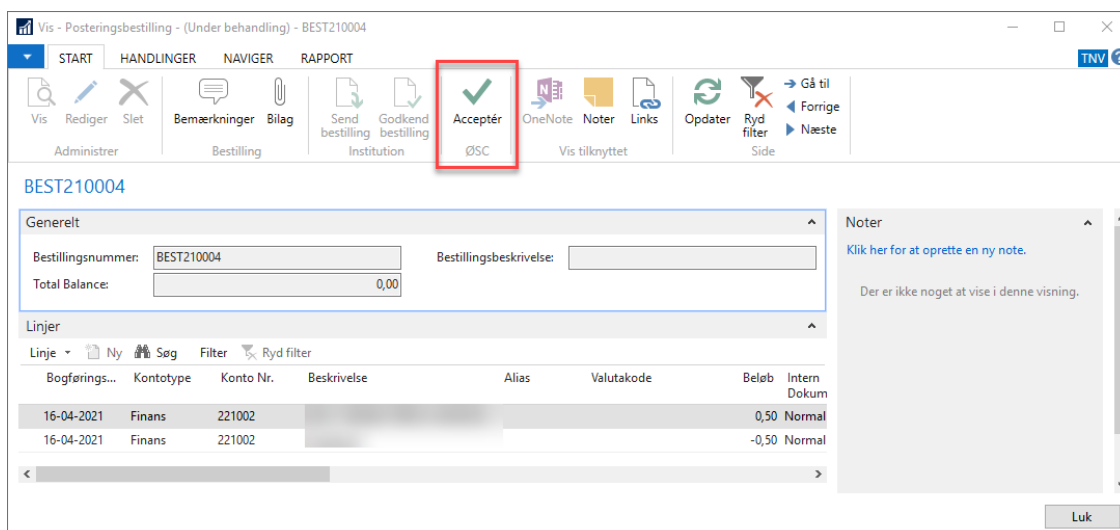 Vis - Posteringsbestilling - (Under behandling) - BEST210004
START HANDLINGER NAVIGER RAPPORT
TNV
Vis Rediger Slet
Administrer
Bemærkninger Bilag
Bestilling
Send bestilling
Godkend bestilling
Institution
Acceptér
ØSC
OneNote Noter Links
Vis tilknyttet
Opdater
Ryd filter
Gå til
Forrige
Næste
Side
BEST210004
Generelt
Bestillingsnummer: BEST210004
Bestillingsbeskrivelse:
Total Balance: 0,00
Linjer
Linje Ny Søg Filter Ryd filter
Bogførings... Kontotype Konto Nr. Beskrivelse Alias Valutakode Beløb Intern Dokum
16-04-2021 Finans 221002 0,50 Normal
16-04-2021 Finans 221002 -0,50 Normal
Noter
Klik her for at oprette en ny note.
Der er ikke noget at vise i denne visning.
Luk